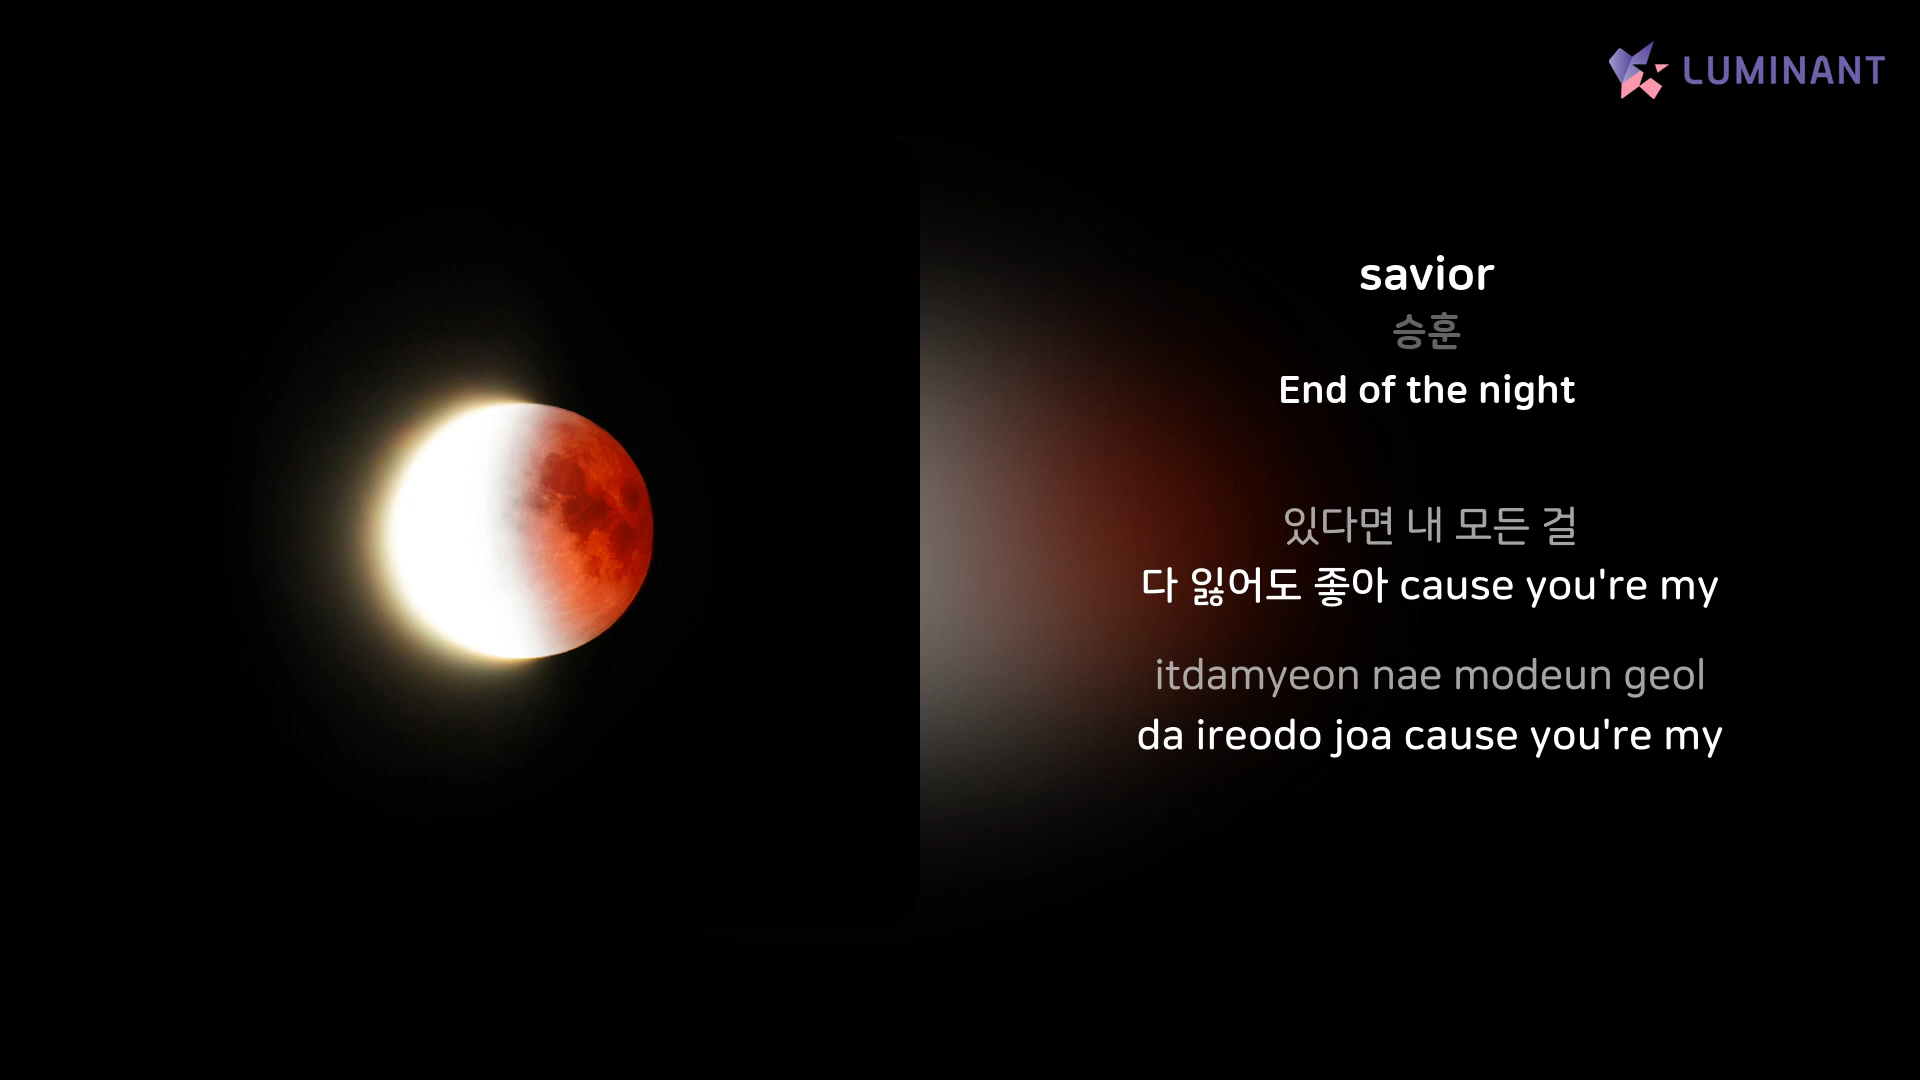 LUMINANT
savior
승훈
End of the night
있다면 내 모든 걸
다 잃어도 좋아 cause you're my
itdamyeon nae modeun geol
da ireodo joa cause you're my